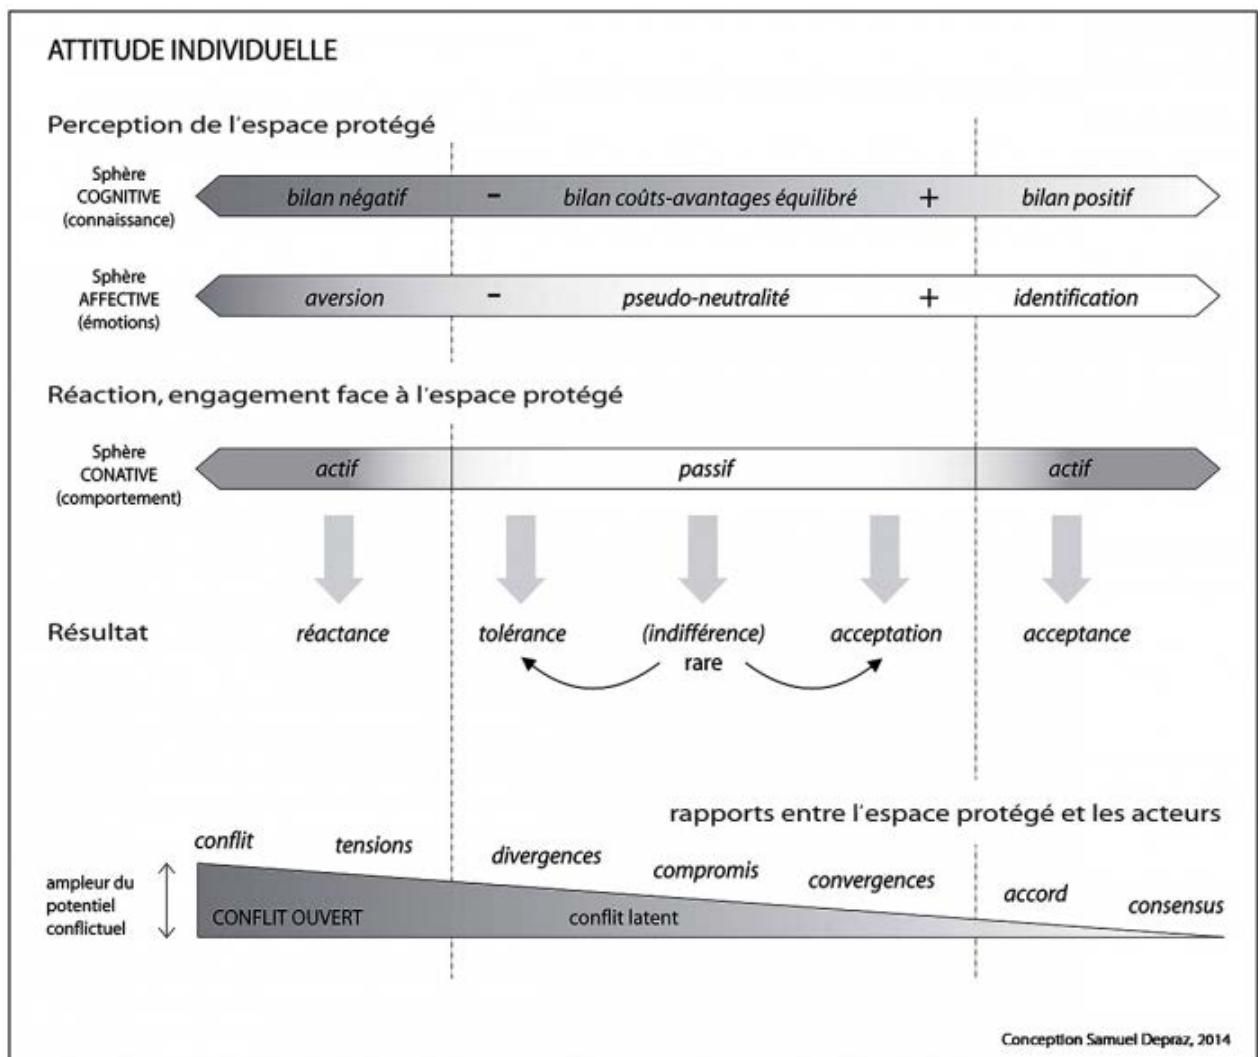 ATTITUDE INDIVIDUELLE
Perception de l'espace protégé
Sphère
COGNITIVE
(connaissance)
bilan négatif - bilan coûts-avantages équilibré + bilan positif
Sphère
AFFECTIVE
(émotions)
aversion - pseudo-neutralité + identification
Réaction, engagement face à l'espace protégé
Sphère
CONATIVE
(comportement)
actif passif actif
Résultat réactance tolérance (indifférence) acceptation acceptance
rare
rapports entre l'espace protégé et les acteurs
conflit tensions divergences compromis convergences accord consensus
ampleur du
potentiel
conflictuel
CONFLIT OUVERT conflit latent
Conception Samuel Depraz, 2014